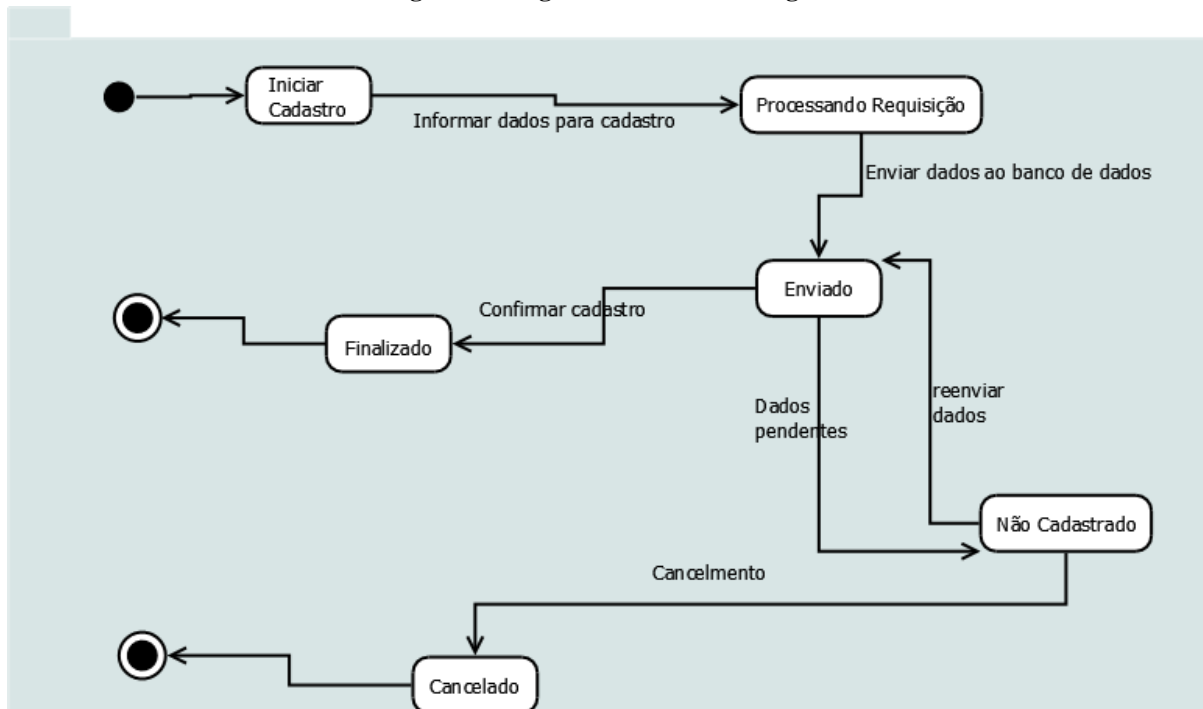 Iniciar
Cadastro
Informar dados para cadastro
Processando Requisição
Enviar dados ao banco de dados
Enviado
Confirmar cadastro
Finalizado
Dados
pendentes
reenviar
dados
Não Cadastrado
Cancelmento
Cancelado